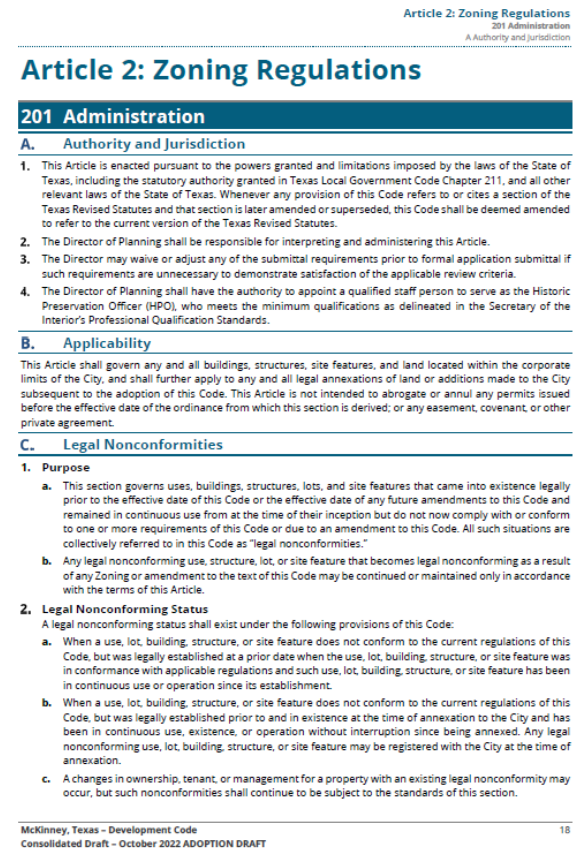 Article 2: Zoning Regulations
201 Administration
A Authority and Jurisdiction
Article 2: Zoning Regulations
201 Administration
A. Authority and Jurisdiction
1. This Article is enacted pursuant to the powers granted and limitations imposed by the laws of the State of
Texas, including the statutory authority granted in Texas Local Government Code Chapter 211, and all other
relevant laws of the State of Texas. Whenever any provision of this Code refers to or cites a section of the
Texas Revised Statutes and that section is later amended or superseded, this Code shall be deemed amended
to refer to the current version of the Texas Revised Statutes.
2. The Director of Planning shall be responsible for interpreting and administering this Article.
3. The Director may waive or adjust any of the submittal requirements prior to formal application submittal if
such requirements are unnecessary to demonstrate satisfaction of the applicable review criteria.
4. The Director of Planning shall have the authority to appoint a qualified staff person to serve as the Historic
Preservation Officer (HPO), who meets the minimum qualifications as delineated in the Secretary of the
Interior's Professional Qualification Standards.
B. Applicability
This Article shall govern any and all buildings, structures, site features, and land located within the corporate
limits of the City, and shall further apply to any and all legal annexations of land or additions made to the City
subsequent to the adoption of this Code. This Article is not intended to abrogate or annul any permits issued
before the effective date of the ordinance from which this section is derived; or any easement, covenant, or other
private agreement.
C. Legal Nonconformities
1. Purpose
a. This section governs uses, buildings, structures, lots, and site features that came into existence legally
prior to the effective date of this Code or the effective date of any future amendments to this Code and
remained in continuous use from at the time of their inception but do not now comply with or conform
to one or more requirements of this Code or due to an amendment to this Code. All such situations are
collectively referred to in this Code as "legal nonconformities."
b. Any legal nonconforming use, structure, lot, or site feature that becomes legal nonconforming as a result
of any Zoning or amendment to the text of this Code may be continued or maintained only in accordance
with the terms of this Article.
2. Legal Nonconforming Status
A legal nonconforming status shall exist under the following provisions of this Code:
a. When a use, lot, building, structure, or site feature does not conform to the current regulations of this
Code, but was legally established at a prior date when the use, lot, building, structure, or site feature was
in conformance with applicable regulations and such use, lot, building, structure, or site feature has been
in continuous use or operation since its establishment.
b. When a use, lot, building, structure, or site feature does not conform to the current regulations of this
Code, but was legally established prior to and in existence at the time of annexation to the City and has
been in continuous use, existence, or operation without interruption since being annexed. Any legal
nonconforming use, lot, building, structure, or site feature may be registered with the City at the time of
annexation.
c. A changes in ownership, tenant, or management for a property with an existing legal nonconformity may
occur, but such nonconformities shall continue to be subject to the standards of this section.
McKinney, Texas – Development Code 18
Consolidated Draft – October 2022 ADOPTION DRAFT